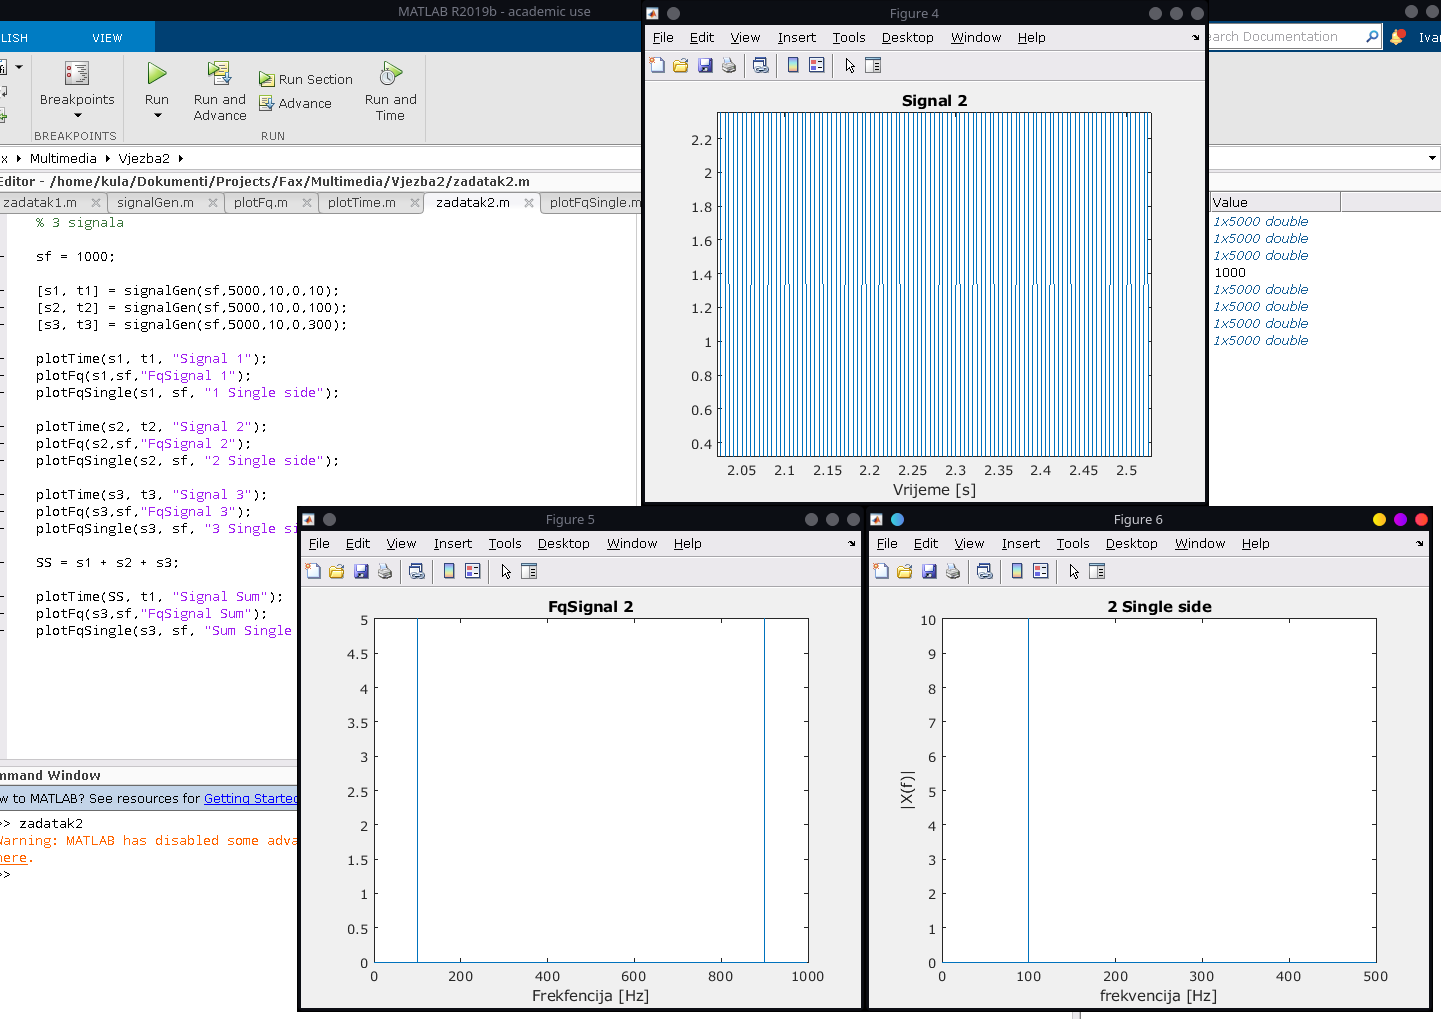 MATLAB R2019b - academic use
LISH VIEW
Search Documentation
Breakpoints
Run
Run and Advance
Run Section
Advance
Run and Time
BREAKPOINTS
RUN
x ▸ Multimedia ▸ Vjezba2 ▸
Editor - /home/kula/Dokumenti/Projects/Fax/Multimedia/Vjezba2/zadatak2.m
zadatak1.m signalGen.m plotFq.m plotTime.m zadatak2.m plotFqSingle.m
% 3 signala
sf = 1000;
[s1, t1] = signalGen(sf,5000,10,0,10);
[s2, t2] = signalGen(sf,5000,10,0,100);
[s3, t3] = signalGen(sf,5000,10,0,300);
plotTime(s1, t1, "Signal 1");
plotFq(s1,sf,"FqSignal 1");
plotFqSingle(s1, sf, "1 Single side");
plotTime(s2, t2, "Signal 2");
plotFq(s2,sf,"FqSignal 2");
plotFqSingle(s2, sf, "2 Single side");
plotTime(s3, t3, "Signal 3");
plotFq(s3,sf,"FqSignal 3");
plotFqSingle(s3, sf, "3 Single si
SS = s1 + s2 + s3;
plotTime(SS, t1, "Signal Sum");
plotFq(s3,sf,"FqSignal Sum");
plotFqSingle(s3, sf, "Sum Single
mmand Window
w to MATLAB? See resources for Getting Started
>> zadatak2
Warning: MATLAB has disabled some adva
here.
>>
Value
1x5000 double
1x5000 double
1x5000 double
1000
1x5000 double
1x5000 double
1x5000 double
1x5000 double
Figure 4
File Edit View Insert Tools Desktop Window Help
Signal 2
2.2
2
1.8
1.6
1.4
1.2
1
0.8
0.6
0.4
2.05 2.1 2.15 2.2 2.25 2.3 2.35 2.4 2.45 2.5
Vrijeme [s]
Figure 5
File Edit View Insert Tools Desktop Window Help
FqSignal 2
5
4.5
4
3.5
3
2.5
2
1.5
1
0.5
0
0 200 400 600 800 1000
Frekfencija [Hz]
Figure 6
File Edit View Insert Tools Desktop Window Help
2 Single side
|X(f)|
10
9
8
7
6
5
4
3
2
1
0
0 100 200 300 400 500
frekvencija [Hz]